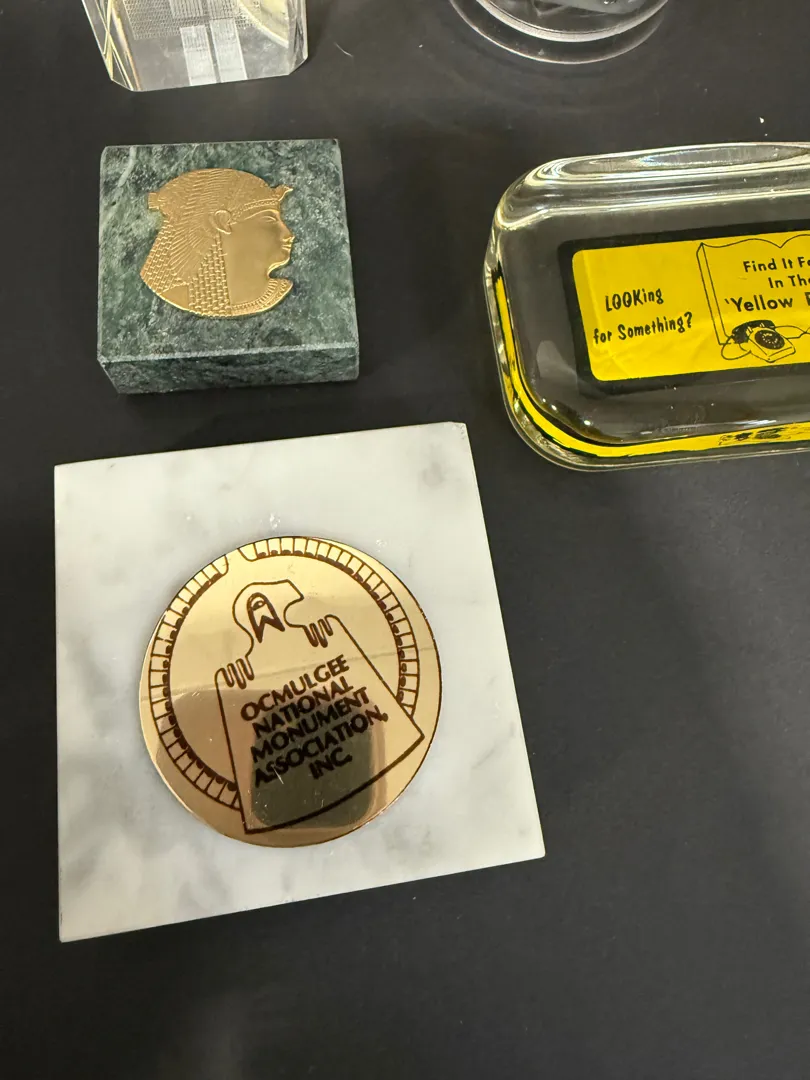 LOOKing
for Something?
Find It
In The
'Yellow
OCMULGEE
NATIONAL
MONUMENT
ASSOCIATION,
INC.